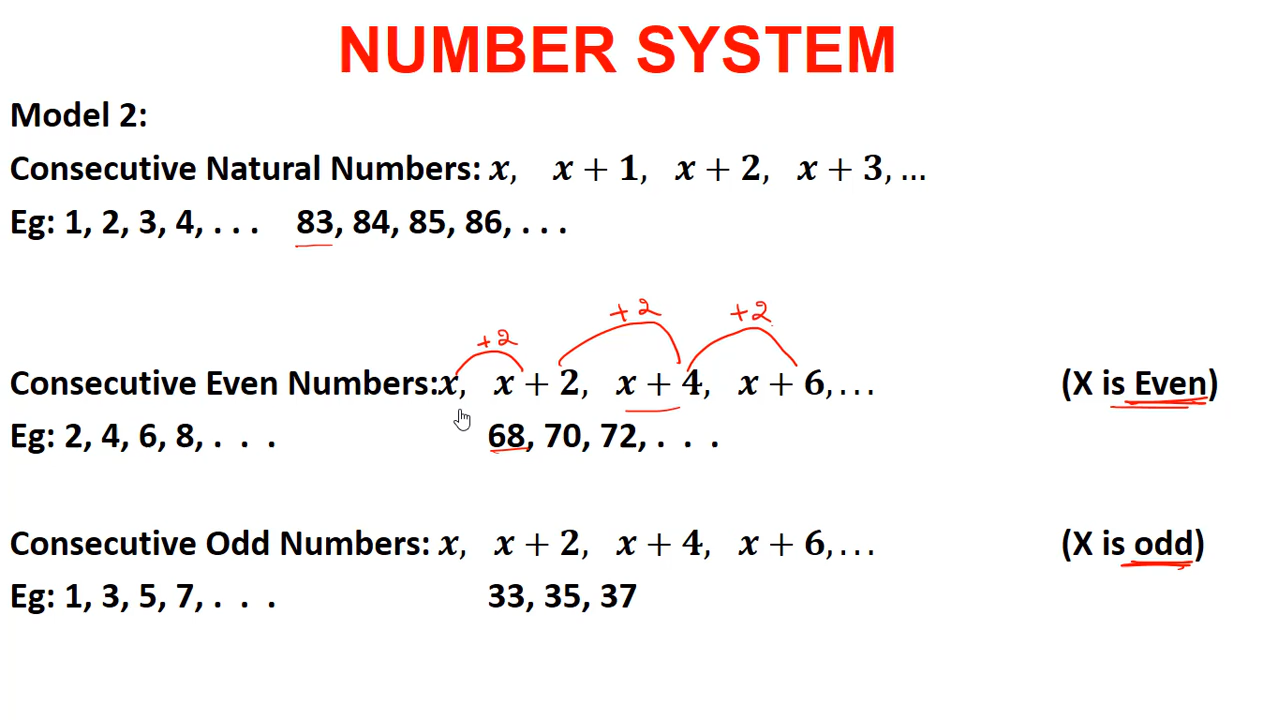 NUMBER SYSTEM
Model 2:
Consecutive Natural Numbers: x, x + 1, x + 2, x + 3, ...
Eg: 1, 2, 3, 4, . . . 83, 84, 85, 86, . . .
+2 +2 +2
Consecutive Even Numbers:x, x + 2, x + 4, x + 6, ... (X is Even)
Eg: 2, 4, 6, 8, . . . 68, 70, 72, . . .
Consecutive Odd Numbers: x, x + 2, x + 4, x + 6, ... (X is odd)
Eg: 1, 3, 5, 7, . . . 33, 35, 37